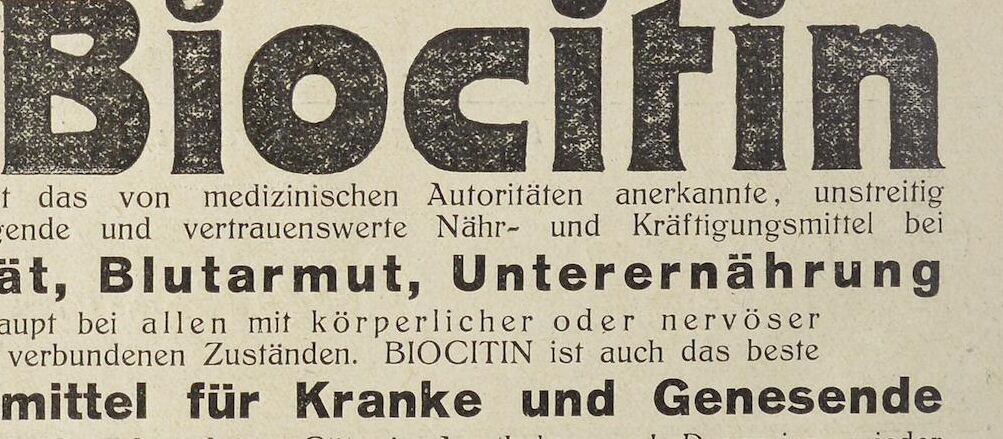 Biocitin
das von medizinischen Autoritäten anerkannte, unstreitig
und vertrauenswerte Nähr- und Kräftigungsmittel bei
ät, Blutarmut, Unterernährung
aupt bei allen mit körperlicher oder nervöser
verbundenen Zuständen. BIOCITIN ist auch das beste
mittel für Kranke und Genesende